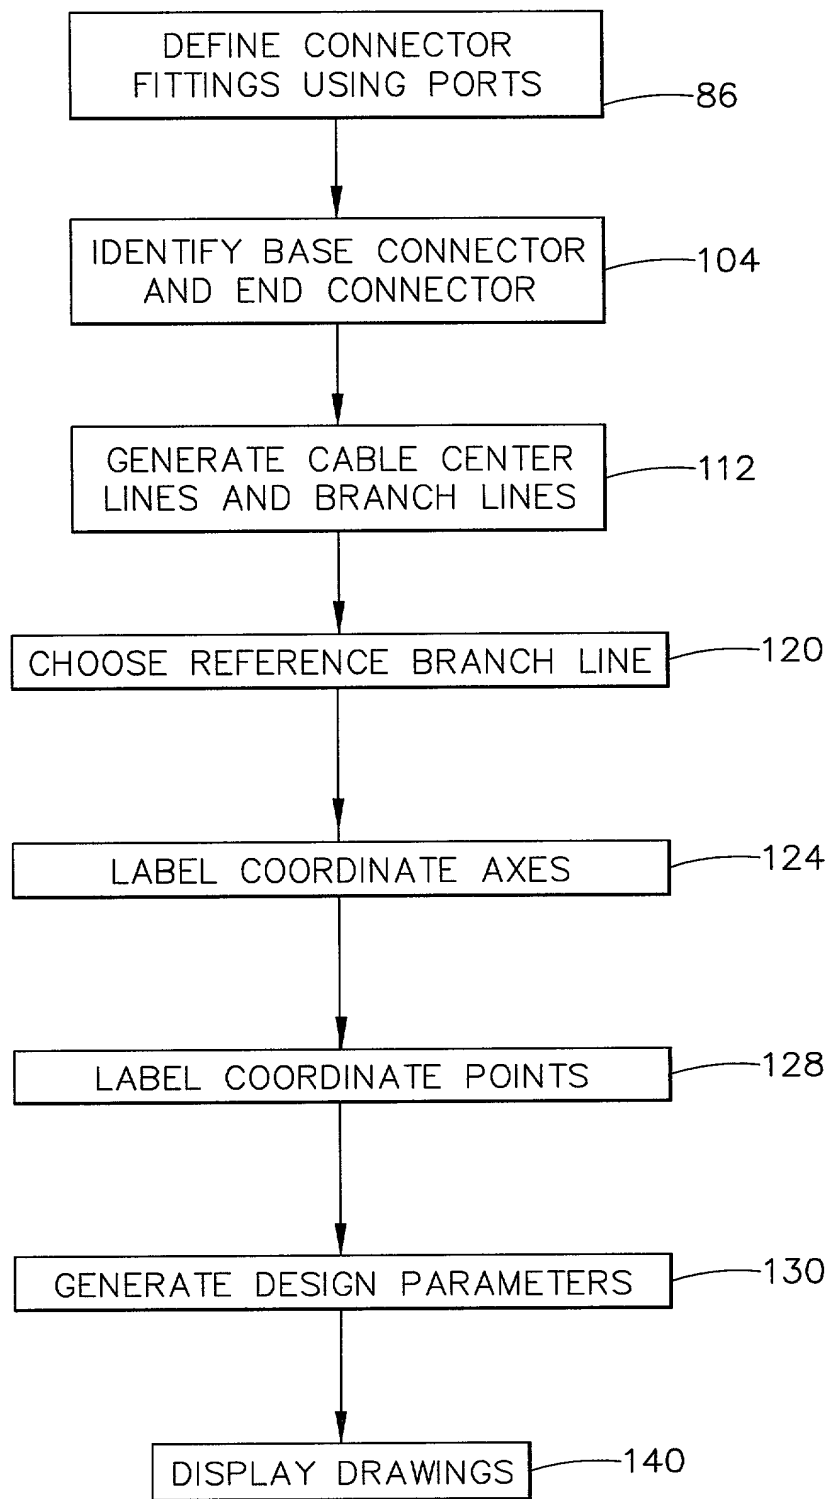 DEFINE CONNECTOR
FITTINGS USING PORTS
86
IDENTIFY BASE CONNECTOR
AND END CONNECTOR
104
GENERATE CABLE CENTER
LINES AND BRANCH LINES
112
CHOOSE REFERENCE BRANCH LINE
120
LABEL COORDINATE AXES
124
LABEL COORDINATE POINTS
128
GENERATE DESIGN PARAMETERS
130
DISPLAY DRAWINGS
140